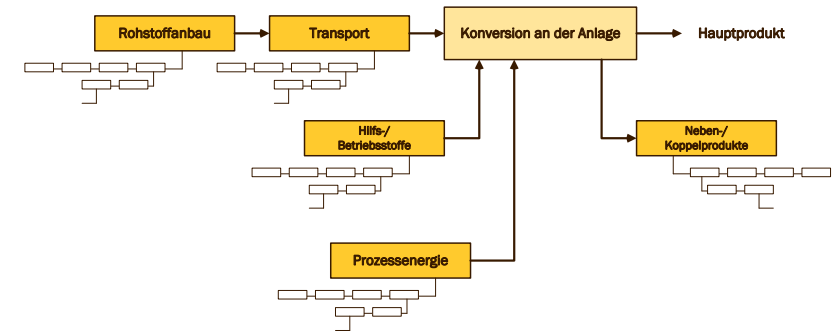 Rohstoffanbau
Transport
Konversion an der Anlage
Hauptprodukt
Hilfs-/
Betriebsstoffe
Neben-/
Koppelprodukte
Prozessenergie